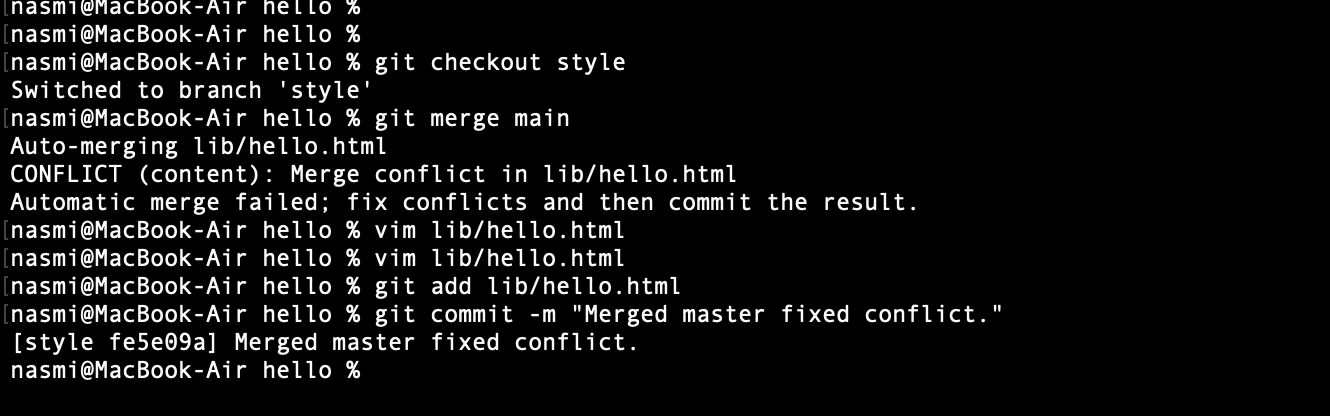 [nasmi@MacBook-Air hello %
[nasmi@MacBook-Air hello %
[nasmi@MacBook-Air hello % git checkout style
Switched to branch 'style'
[nasmi@MacBook-Air hello % git merge main
Auto-merging lib/hello.html
CONFLICT (content): Merge conflict in lib/hello.html
Automatic merge failed; fix conflicts and then commit the result.
[nasmi@MacBook-Air hello % vim lib/hello.html
[nasmi@MacBook-Air hello % vim lib/hello.html
[nasmi@MacBook-Air hello % git add lib/hello.html
[nasmi@MacBook-Air hello % git commit -m "Merged master fixed conflict."
[style fe5e09a] Merged master fixed conflict.
nasmi@MacBook-Air hello %